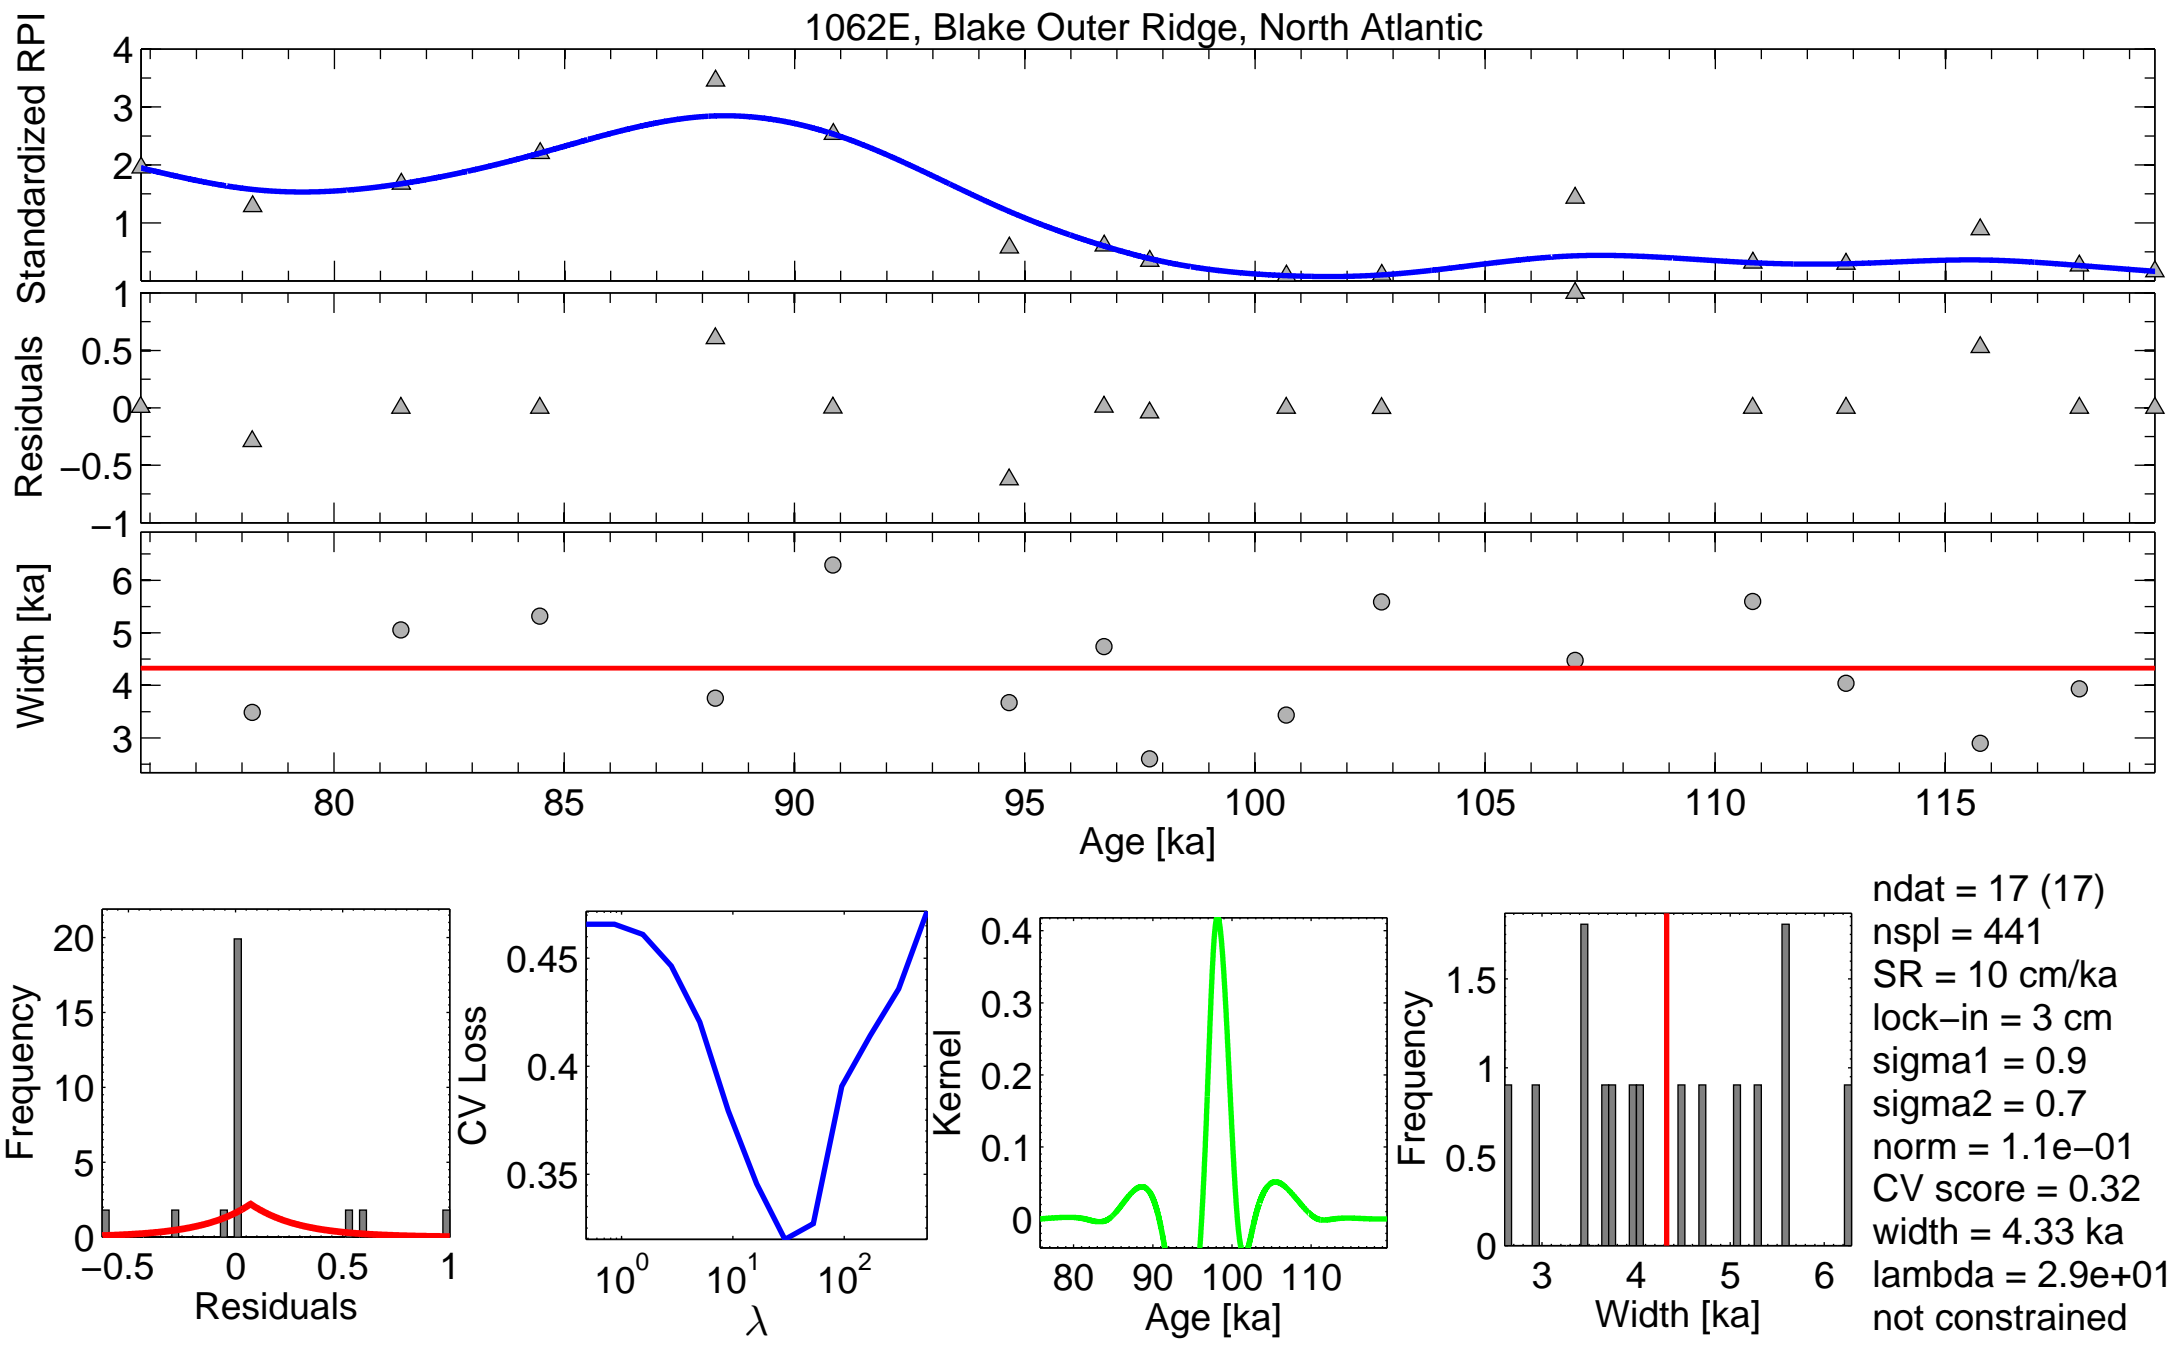 1062E, Blake Outer Ridge, North Atlantic
Standardized RPI
4
3
2
1
Residuals
1
0.5
0
−0.5
−1
Width [ka]
6
5
4
3
80 85 90 95 100 105 110 115
Age [ka]
Frequency
20
15
10
5
0
−0.5 0 0.5 1
Residuals
CV Loss
0.45
0.4
0.35
10^0 10^1 10^2
λ
Kernel
0.4
0.3
0.2
0.1
0
80 90 100 110
Age [ka]
Frequency
1.5
1
0.5
0
3 4 5 6
Width [ka]
ndat = 17 (17)
nspl = 441
SR = 10 cm/ka
lock−in = 3 cm
sigma1 = 0.9
sigma2 = 0.7
norm = 1.1e−01
CV score = 0.32
width = 4.33 ka
lambda = 2.9e+01
not constrained